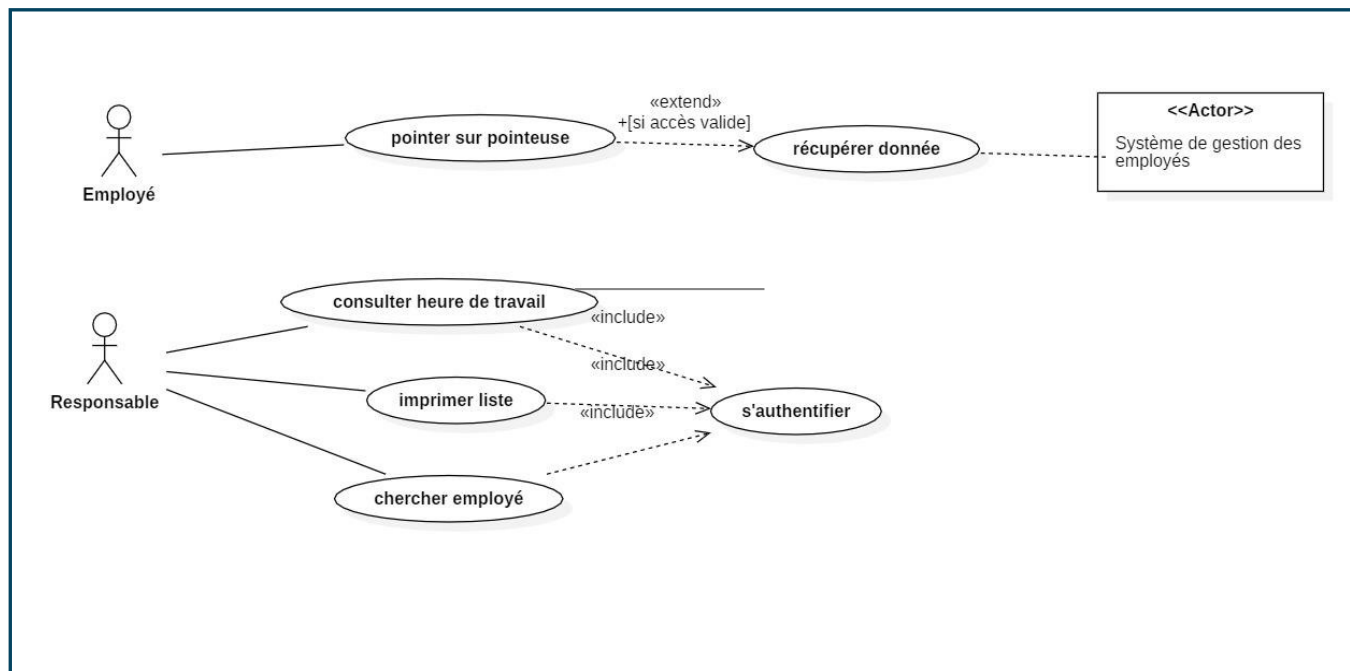 «extend»
+[si accès valide]
<<Actor>>
pointer sur pointeuse
récupérer donnée
Système de gestion des
employés
Employé
consulter heure de travail
«include»
«include»
Responsable
imprimer liste
«include»
s'authentifier
chercher employé